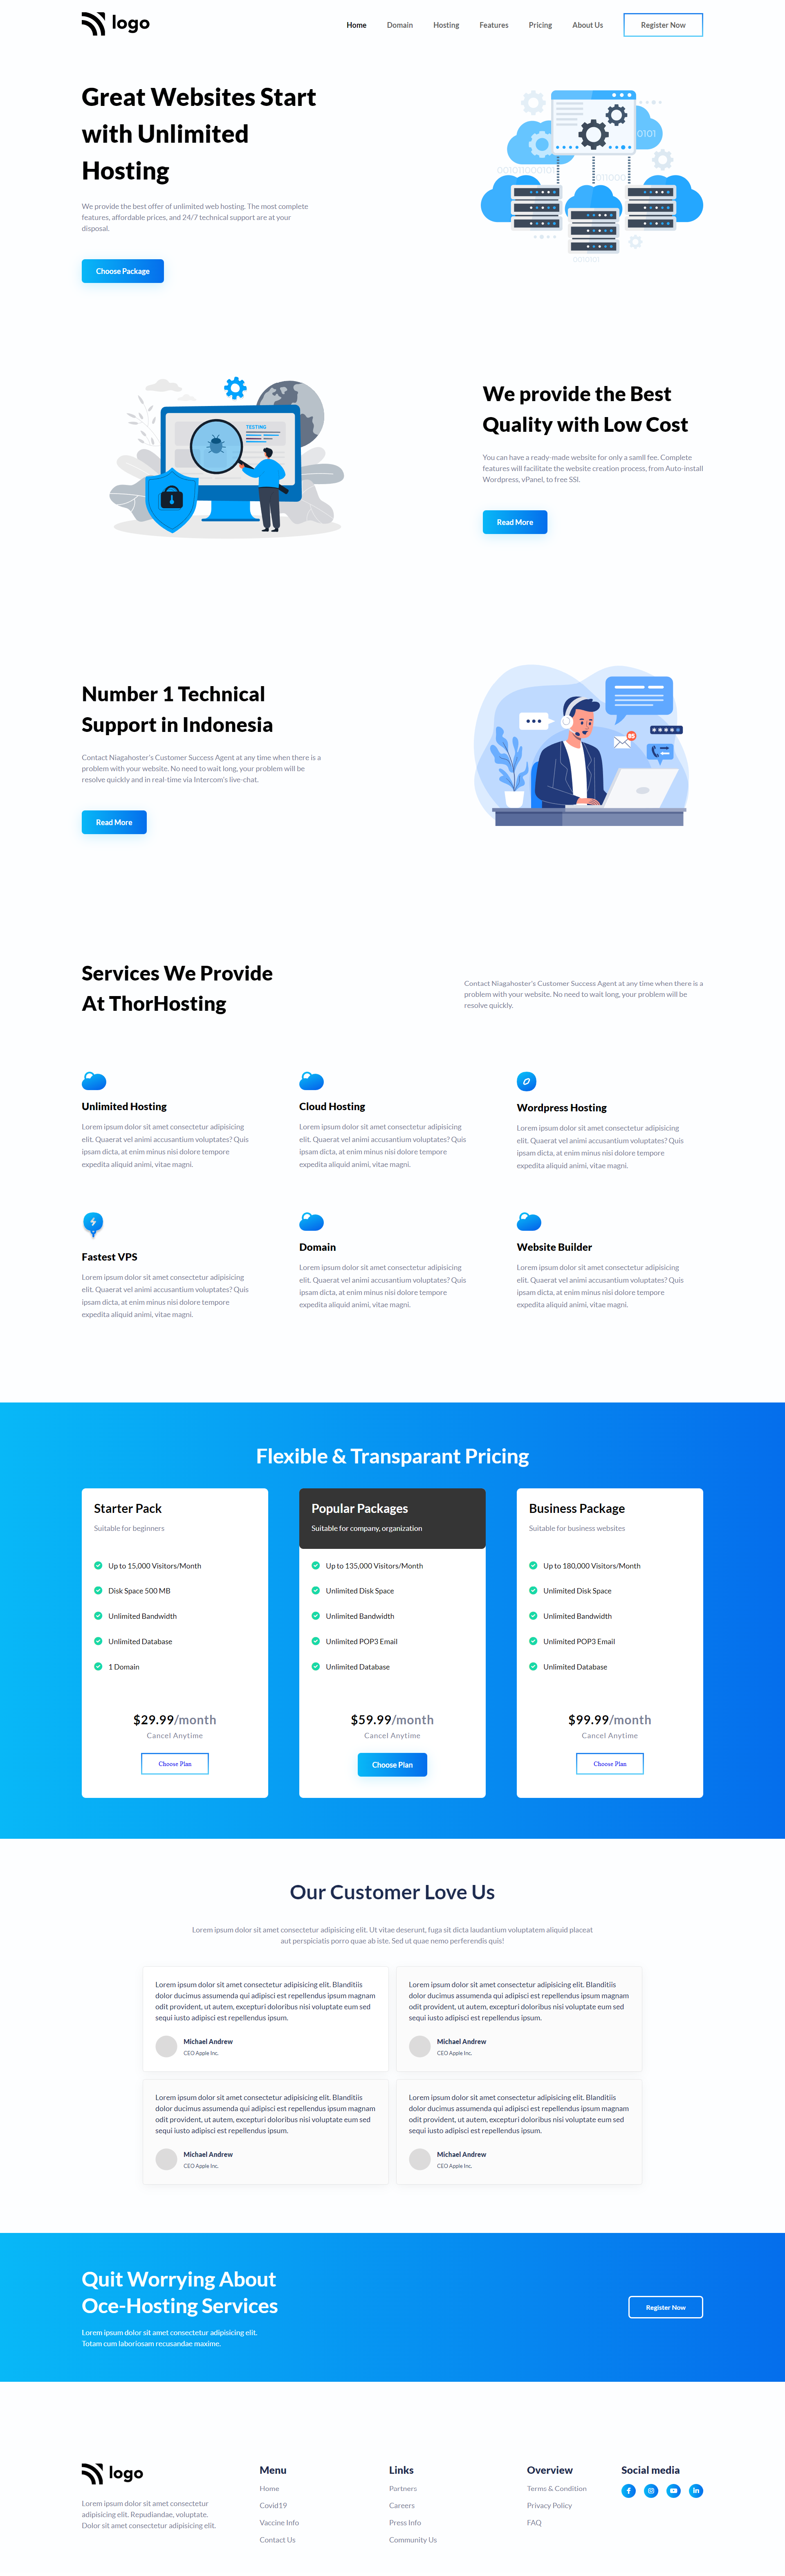 logo
Home Domain Hosting Features Pricing About Us Register Now
Great Websites Start
with Unlimited
Hosting
We provide the best offer of unlimited web hosting. The most complete
features, affordable prices, and 24/7 technical support are at your
disposal.
Choose Package
TESTING
We provide the Best
Quality with Low Cost
You can have a ready-made website for only a samll fee. Complete
features will facilitate the website creation process, from Auto-install
Wordpress, vPanel, to free SSl.
Read More
Number 1 Technical
Support in Indonesia
Contact Niagahoster's Customer Success Agent at any time when there is a
problem with your website. No need to wait long, your problem will be
resolve quickly and in real-time via Intercom's live-chat.
Read More
Services We Provide
At ThorHosting
Contact Niagahoster's Customer Success Agent at any time when there is a
problem with your website. No need to wait long, your problem will be
resolve quickly.
Unlimited Hosting
Lorem ipsum dolor sit amet consectetur adipisicing
elit. Quaerat vel animi accusantium voluptates? Quis
ipsam dicta, at enim minus nisi dolore tempore
expedita aliquid animi, vitae magni.
Cloud Hosting
Lorem ipsum dolor sit amet consectetur adipisicing
elit. Quaerat vel animi accusantium voluptates? Quis
ipsam dicta, at enim minus nisi dolore tempore
expedita aliquid animi, vitae magni.
Wordpress Hosting
Lorem ipsum dolor sit amet consectetur adipisicing
elit. Quaerat vel animi accusantium voluptates? Quis
ipsam dicta, at enim minus nisi dolore tempore
expedita aliquid animi, vitae magni.
Fastest VPS
Lorem ipsum dolor sit amet consectetur adipisicing
elit. Quaerat vel animi accusantium voluptates? Quis
ipsam dicta, at enim minus nisi dolore tempore
expedita aliquid animi, vitae magni.
Domain
Lorem ipsum dolor sit amet consectetur adipisicing
elit. Quaerat vel animi accusantium voluptates? Quis
ipsam dicta, at enim minus nisi dolore tempore
expedita aliquid animi, vitae magni.
Website Builder
Lorem ipsum dolor sit amet consectetur adipisicing
elit. Quaerat vel animi accusantium voluptates? Quis
ipsam dicta, at enim minus nisi dolore tempore
expedita aliquid animi, vitae magni.
Flexible & Transparant Pricing
Starter Pack
Suitable for beginners
Up to 15,000 Visitors/Month
Disk Space 500 MB
Unlimited Bandwidth
Unlimited Database
1 Domain
$29.99/month
Cancel Anytime
Choose Plan
Popular Packages
Suitable for company, organization
Up to 135,000 Visitors/Month
Unlimited Disk Space
Unlimited Bandwidth
Unlimited POP3 Email
Unlimited Database
$59.99/month
Cancel Anytime
Choose Plan
Business Package
Suitable for business websites
Up to 180,000 Visitors/Month
Unlimited Disk Space
Unlimited Bandwidth
Unlimited POP3 Email
Unlimited Database
$99.99/month
Cancel Anytime
Choose Plan
Our Customer Love Us
Lorem ipsum dolor sit amet consectetur adipisicing elit. Ut vitae deserunt, fuga sit dicta laudantium voluptatem aliquid placeat
aut perspiciatis porro quae ab iste. Sed ut quae nemo perferendis quis!
Lorem ipsum dolor sit amet consectetur adipisicing elit. Blanditiis
dolor ducimus assumenda qui adipisci est repellendus ipsum magnam
odit provident, ut autem, excepturi doloribus nisi voluptate eum sed
sequi iusto adipisci est repellendus ipsum.
Michael Andrew
CEO Apple Inc.
Lorem ipsum dolor sit amet consectetur adipisicing elit. Blanditiis
dolor ducimus assumenda qui adipisci est repellendus ipsum magnam
odit provident, ut autem, excepturi doloribus nisi voluptate eum sed
sequi iusto adipisci est repellendus ipsum.
Michael Andrew
CEO Apple Inc.
Lorem ipsum dolor sit amet consectetur adipisicing elit. Blanditiis
dolor ducimus assumenda qui adipisci est repellendus ipsum magnam
odit provident, ut autem, excepturi doloribus nisi voluptate eum sed
sequi iusto adipisci est repellendus ipsum.
Michael Andrew
CEO Apple Inc.
Lorem ipsum dolor sit amet consectetur adipisicing elit. Blanditiis
dolor ducimus assumenda qui adipisci est repellendus ipsum magnam
odit provident, ut autem, excepturi doloribus nisi voluptate eum sed
sequi iusto adipisci est repellendus ipsum.
Michael Andrew
CEO Apple Inc.
Quit Worrying About
Oce-Hosting Services
Lorem ipsum dolor sit amet consectetur adipisicing elit.
Totam cum laboriosam recusandae maxime.
Register Now
logo
Lorem ipsum dolor sit amet consectetur
adipisicing elit. Repudiandae, voluptate.
Dolor sit amet consectetur adipisicing elit.
Menu
Home
Covid19
Vaccine Info
Contact Us
Links
Partners
Careers
Press Info
Community Us
Overview
Terms & Condition
Privacy Policy
FAQ
Social media